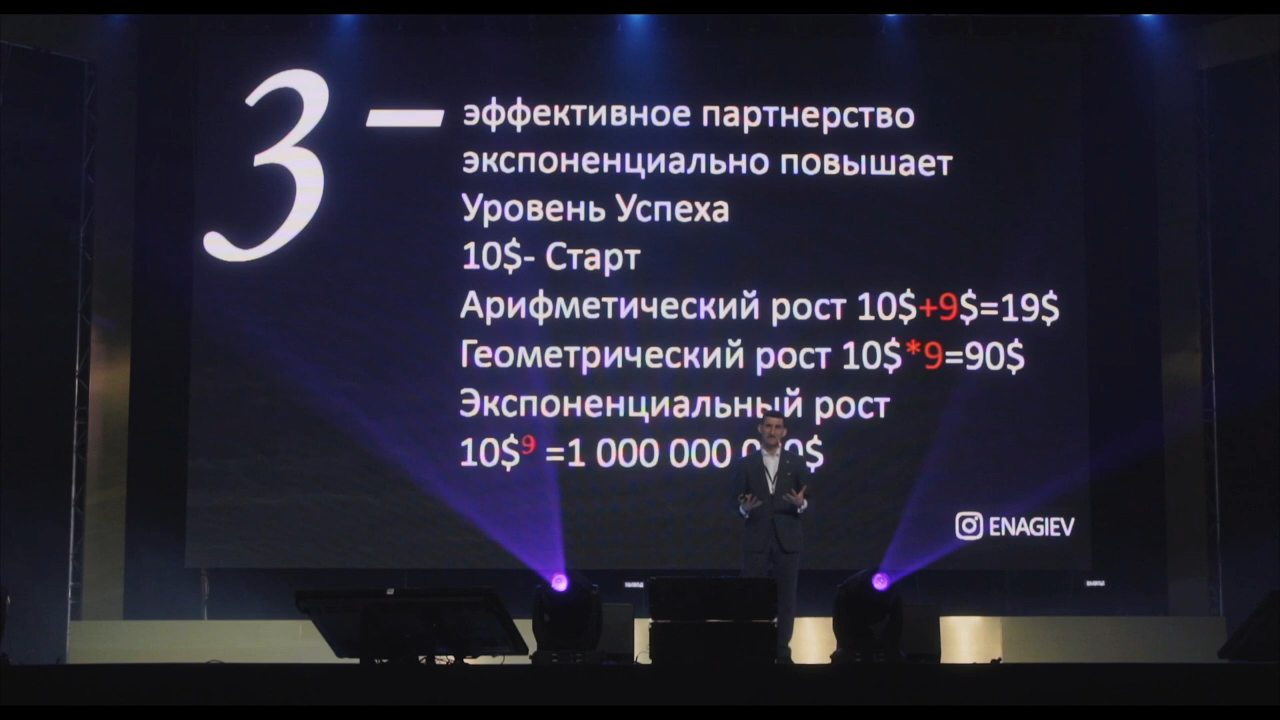 3 — эффективное партнерство
экспоненциально повышает
Уровень Успеха
10$- Старт
Арифметический рост 10$+9$=19$
Геометрический рост 10$*9=90$
Экспоненциальный рост
10$⁹ =1 000 000 000$
ENAGIEV